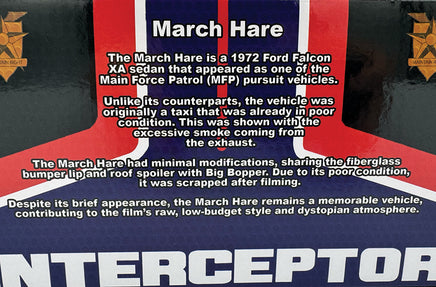 March Hare
The March Hare is a 1972 Ford Falcon
XA sedan that appeared as one of the
Main Force Patrol (MFP) pursuit vehicles.
Unlike its counterparts, the vehicle was
originally a taxi that was already in poor
condition. This was shown with the
excessive smoke coming from
the exhaust.
The March Hare had minimal modifications, sharing the fiberglass
bumper lip and roof spoiler with Big Bopper. Due to its poor condition,
it was scrapped after filming.
Despite its brief appearance, the March Hare remains a memorable vehicle,
contributing to the film's raw, low-budget style and dystopian atmosphere.
NTERCEPTOR